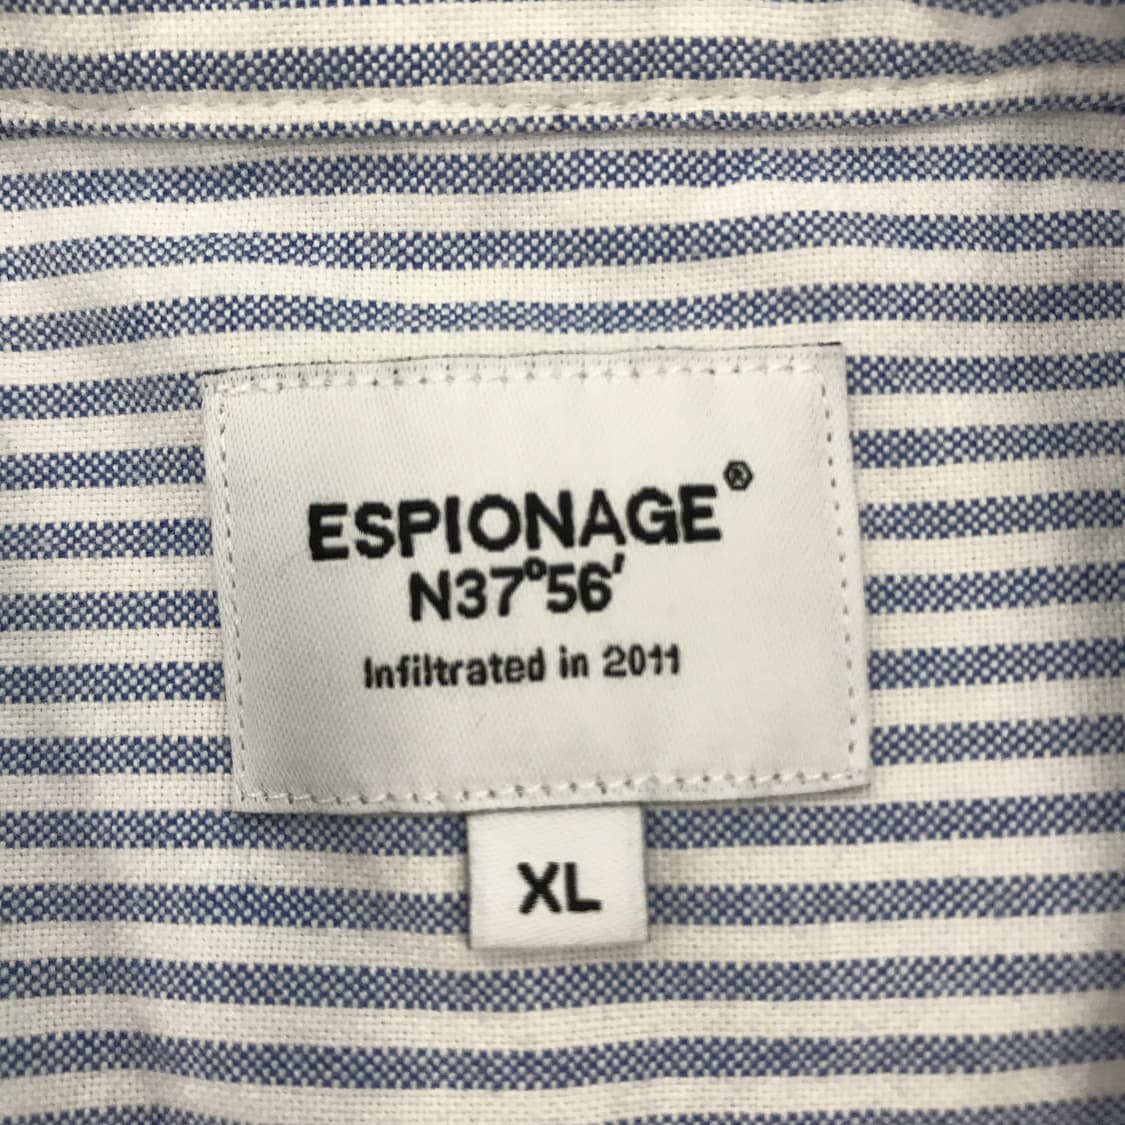 ESPIONAGE®
N37°56′
Infiltrated in 2011
XL